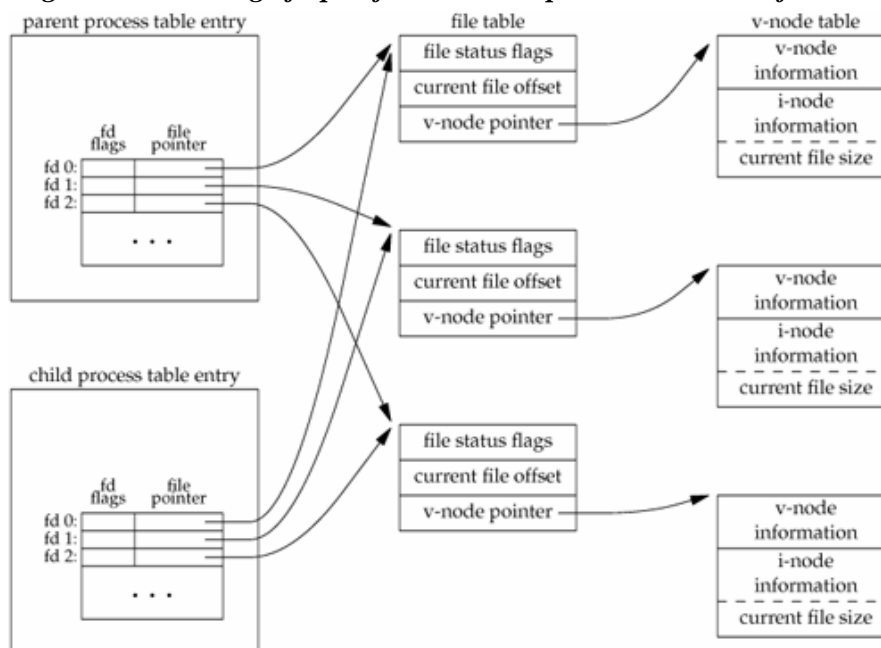 parent process table entry
fd
flags
file
pointer
fd 0:
fd 1:
fd 2:
. . .
child process table entry
fd
flags
file
pointer
fd 0:
fd 1:
fd 2:
. . .
file table
file status flags
current file offset
v-node pointer
file status flags
current file offset
v-node pointer
file status flags
current file offset
v-node pointer
v-node table
v-node
information
i-node
information
current file size
v-node
information
i-node
information
current file size
v-node
information
i-node
information
current file size